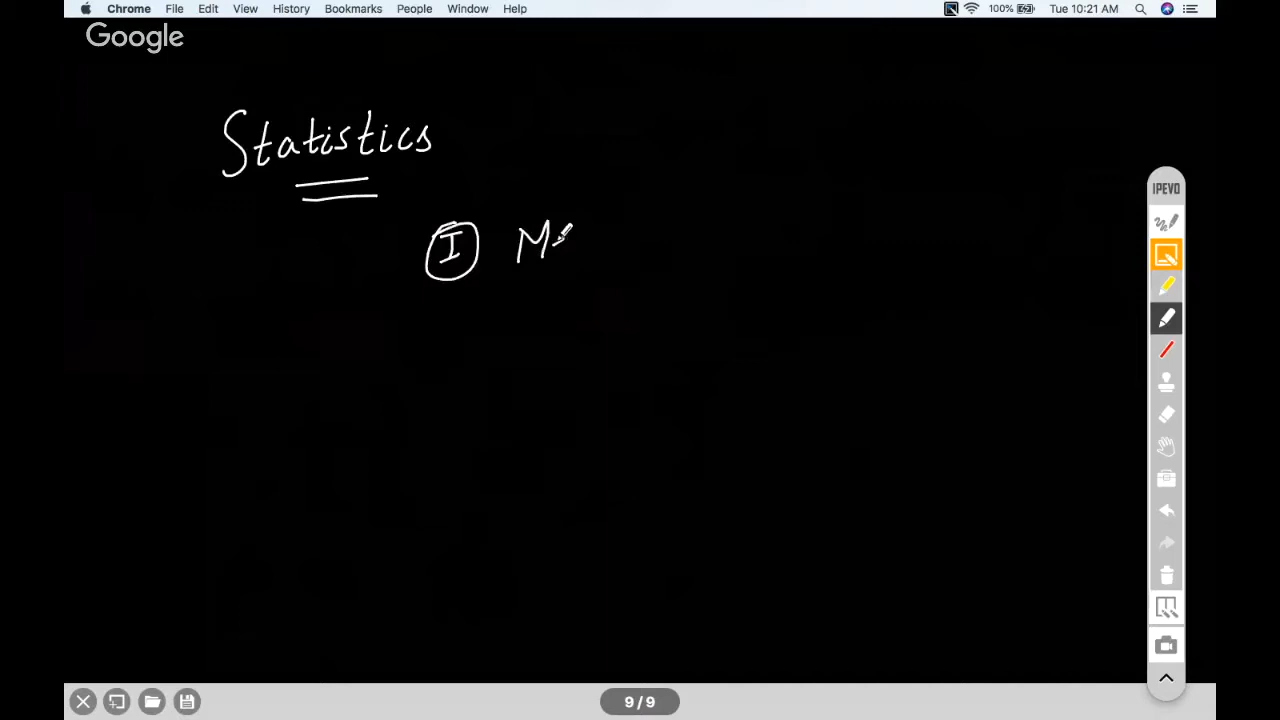 Chrome File Edit View History Bookmarks People Window Help 100% Tue 10:21 AM
Google
Statistics
I M
IPEVO
9/9